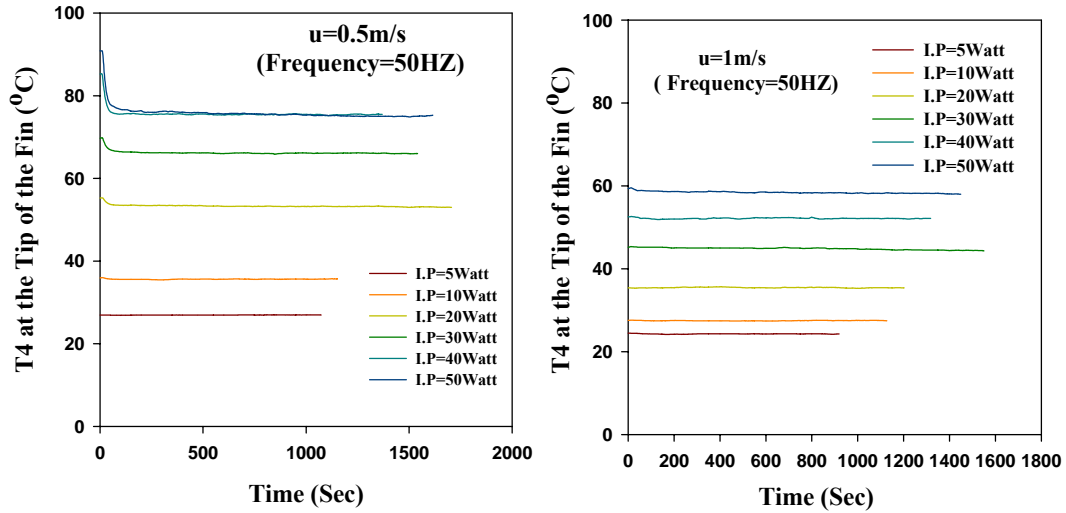 u=0.5m/s
(Frequency=50HZ)
T4 at the Tip of the Fin (⁰C)
100
80
60
40
20
0
I.P=5Watt
I.P=10Watt
I.P=20Watt
I.P=30Watt
I.P=40Watt
I.P=50Watt
0 500 1000 1500 2000
Time (Sec)
u=1m/s
( Frequency=50HZ)
T4 at the Tip of the Fin (⁰C)
100
80
60
40
20
0
I.P=5Watt
I.P=10Watt
I.P=20Watt
I.P=30Watt
I.P=40Watt
I.P=50Watt
0 200 400 600 800 1000 1200 1400 1600 1800
Time (Sec)